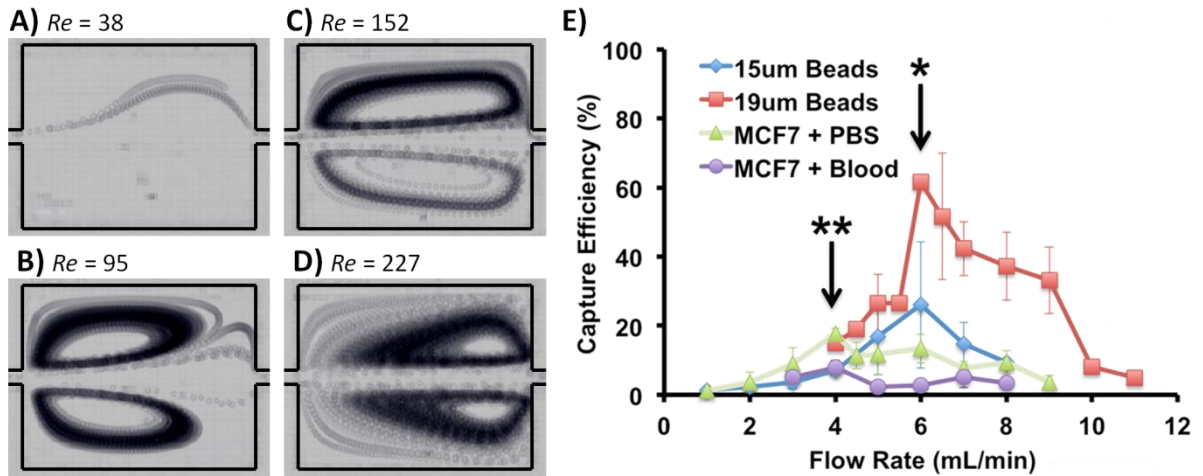 A) Re = 38
C) Re = 152
B) Re = 95
D) Re = 227
E)
100
80
60
40
20
0
Capture Efficiency (%)
15um Beads
19um Beads
MCF7 + PBS
MCF7 + Blood
*
**
0 2 4 6 8 10 12
Flow Rate (mL/min)